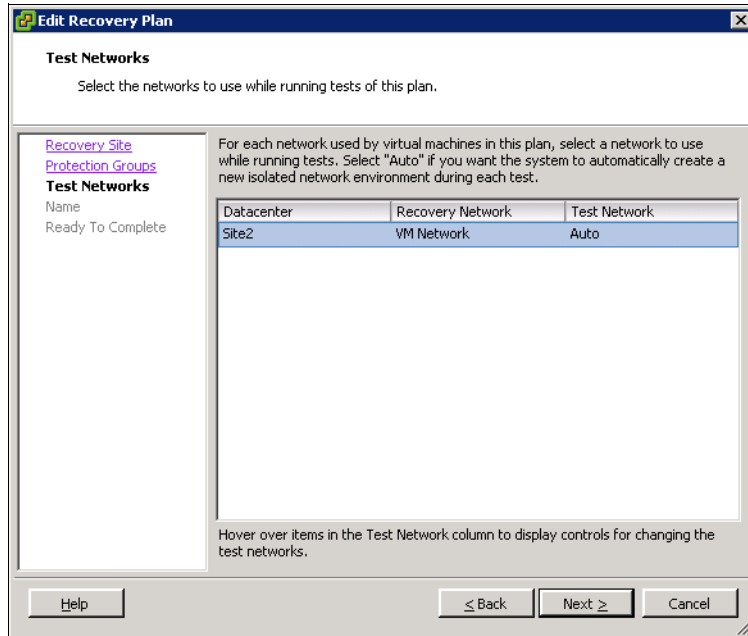 Edit Recovery Plan
Test Networks
Select the networks to use while running tests of this plan.
Recovery Site
Protection Groups
Test Networks
Name
Ready To Complete
For each network used by virtual machines in this plan, select a network to use
while running tests. Select "Auto" if you want the system to automatically create a
new isolated network environment during each test.
Datacenter Recovery Network Test Network
Site2 VM Network Auto
Hover over items in the Test Network column to display controls for changing the
test networks.
Help < Back Next > Cancel